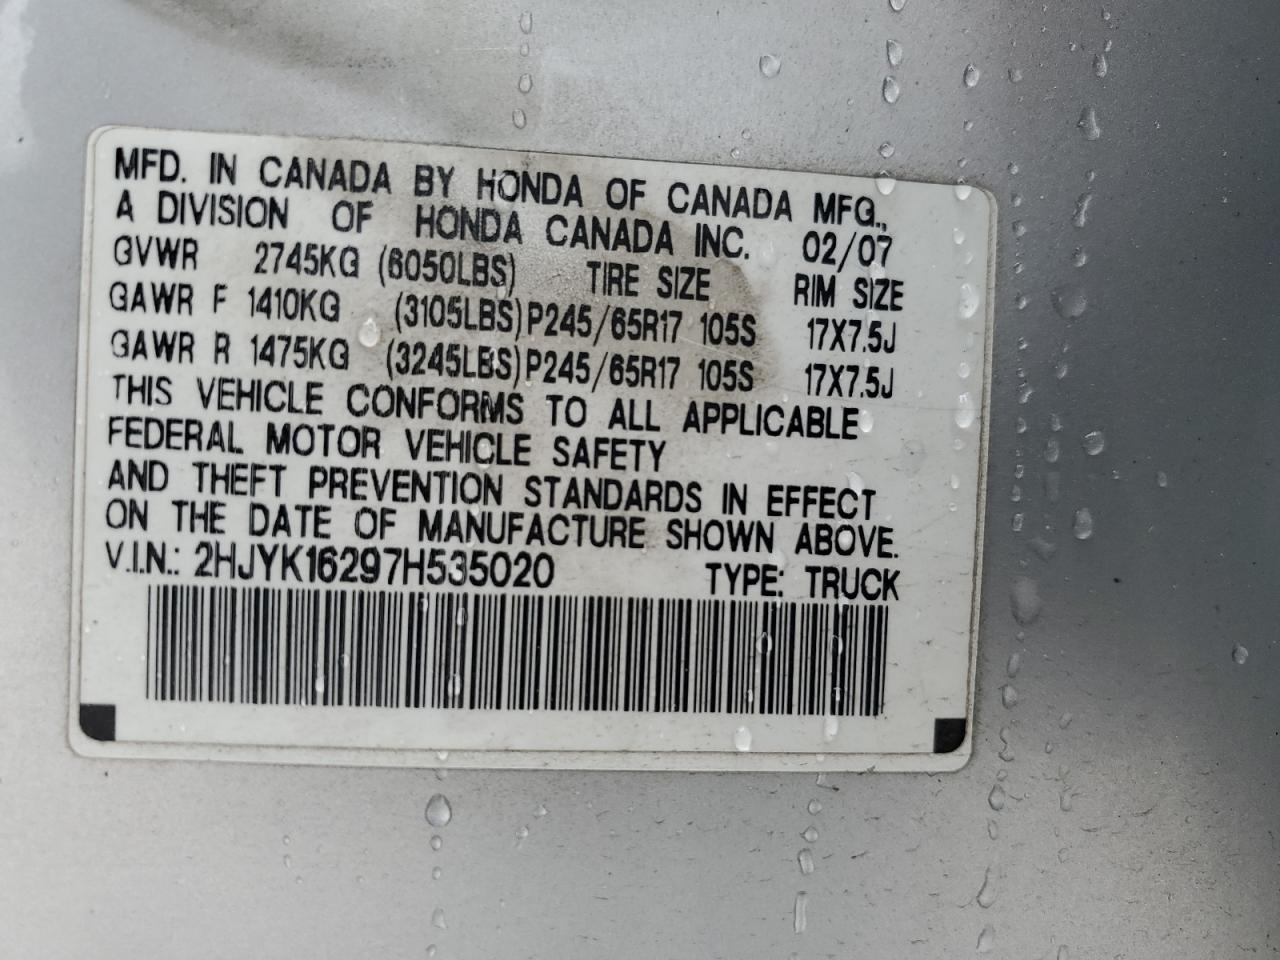 MFD. IN CANADA BY HONDA OF CANADA MFG.,
A DIVISION OF HONDA CANADA INC. 02/07
GVWR 2745KG (6050LBS) TIRE SIZE RIM SIZE
GAWR F 1410KG (3105LBS) P245/65R17 105S 17X7.5J
GAWR R 1475KG (3245LBS) P245/65R17 105S 17X7.5J
THIS VEHICLE CONFORMS TO ALL APPLICABLE
FEDERAL MOTOR VEHICLE SAFETY
AND THEFT PREVENTION STANDARDS IN EFFECT
ON THE DATE OF MANUFACTURE SHOWN ABOVE.
V.I.N.: 2HJYK16297H535020 TYPE: TRUCK